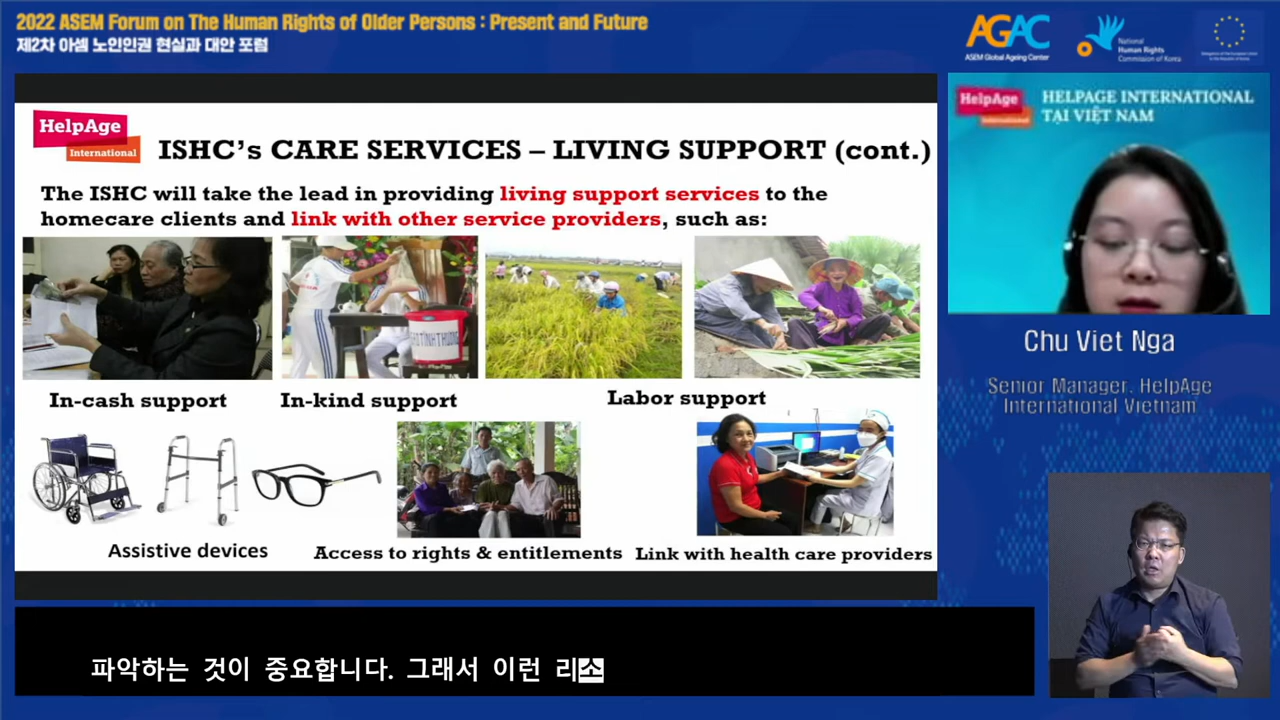 2022 ASEM Forum on The Human Rights of Older Persons : Present and Future
제2차 아셈 노인인권 현실과 대안 포럼
AGAC
ASEM Global Ageing Center
National
Human Rights
Commission of Korea
HelpAge
International
ISHC's CARE SERVICES – LIVING SUPPORT (cont.)
The ISHC will take the lead in providing living support services to the
homecare clients and link with other service providers, such as:
In-cash support
In-kind support
Labor support
Assistive devices
Access to rights & entitlements
Link with health care providers
HelpAge
International
HELPAGE INTERNATIONAL
TẠI VIỆT NAM
Chu Viet Nga
Senior Manager. HelpAge
International Vietnam
파악하는 것이 중요합니다. 그래서 이런 리소